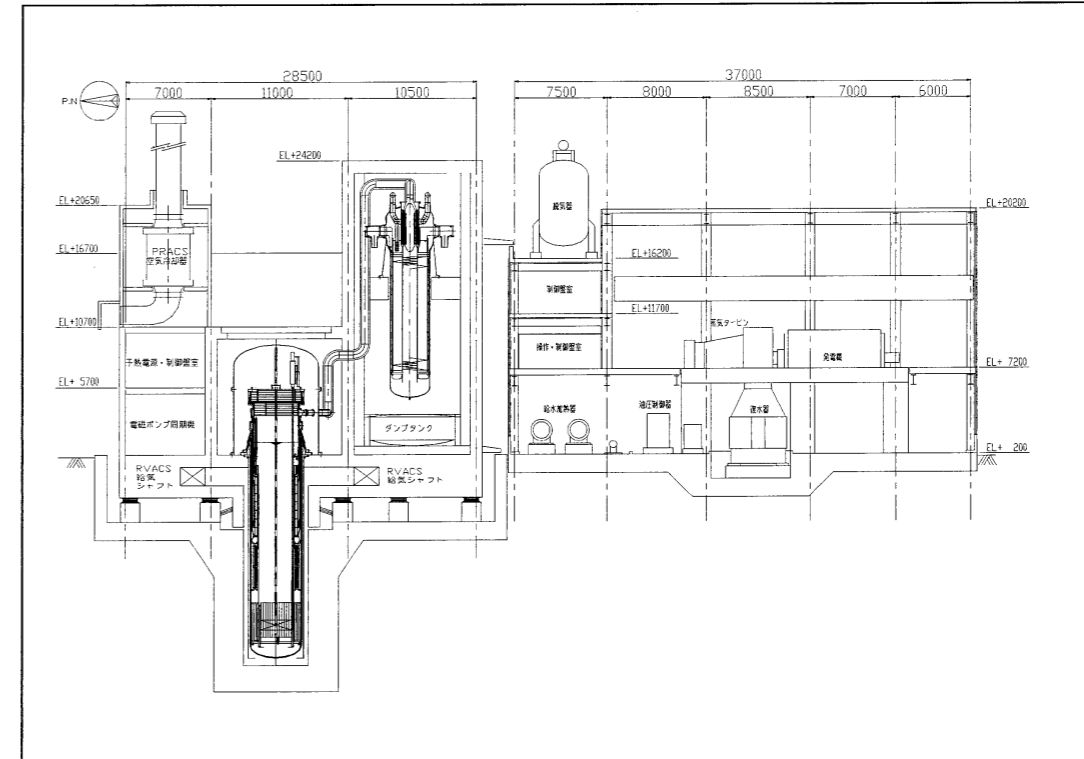 28500
37000
7000
11000
10500
7500
8000
8500
7000
6000
P.N
EL+24200
EL+20650
EL+20200
脱気器
EL+16700
PRACS
空気冷却器
EL+16200
制御盤室
EL+11700
EL+10700
蒸気タービン
予熱電源・制御盤室
操作・制御盤室
発電機
EL+ 7200
EL+ 5700
電磁ポンプ同期機
ダンプタンク
給水加熱器
油圧制御器
復水器
EL+ 200
RVACS
給気
シャフト
RVACS
給気シャフト